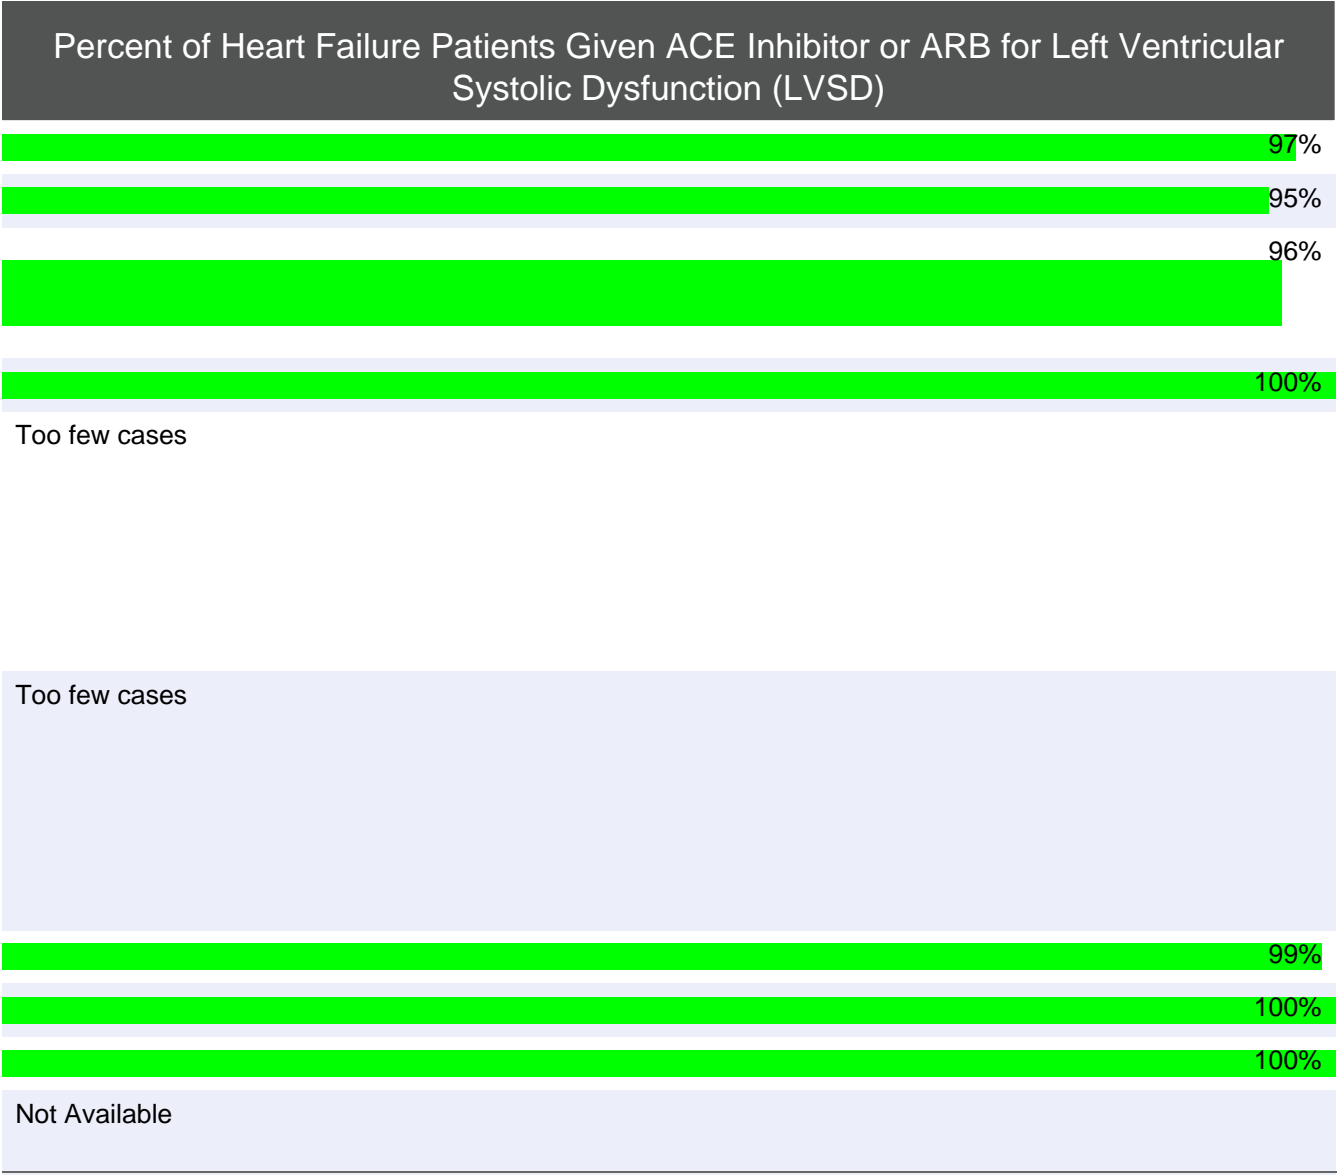 Percent of Heart Failure Patients Given ACE Inhibitor or ARB for Left Ventricular
Systolic Dysfunction (LVSD)
97%
95%
96%
100%
Too few cases
Too few cases
99%
100%
100%
Not Available